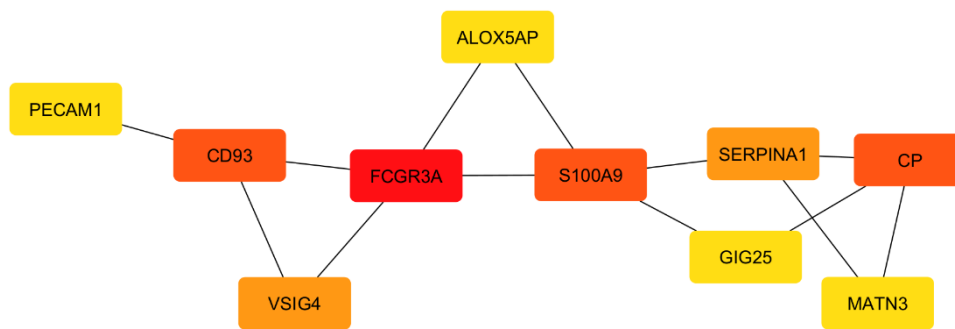 ALOX5AP
PECAM1
CD93
FCGR3A
S100A9
SERPINA1
CP
GIG25
VSIG4
MATN3